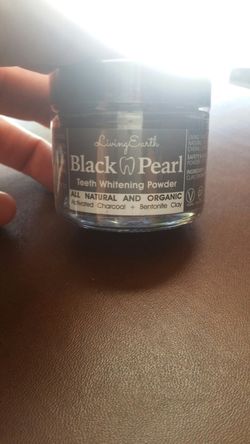 Living Earth
Black Pearl
Teeth Whitening Powder
ALL NATURAL AND ORGANIC
Activated Charcoal + Bentonite Clay